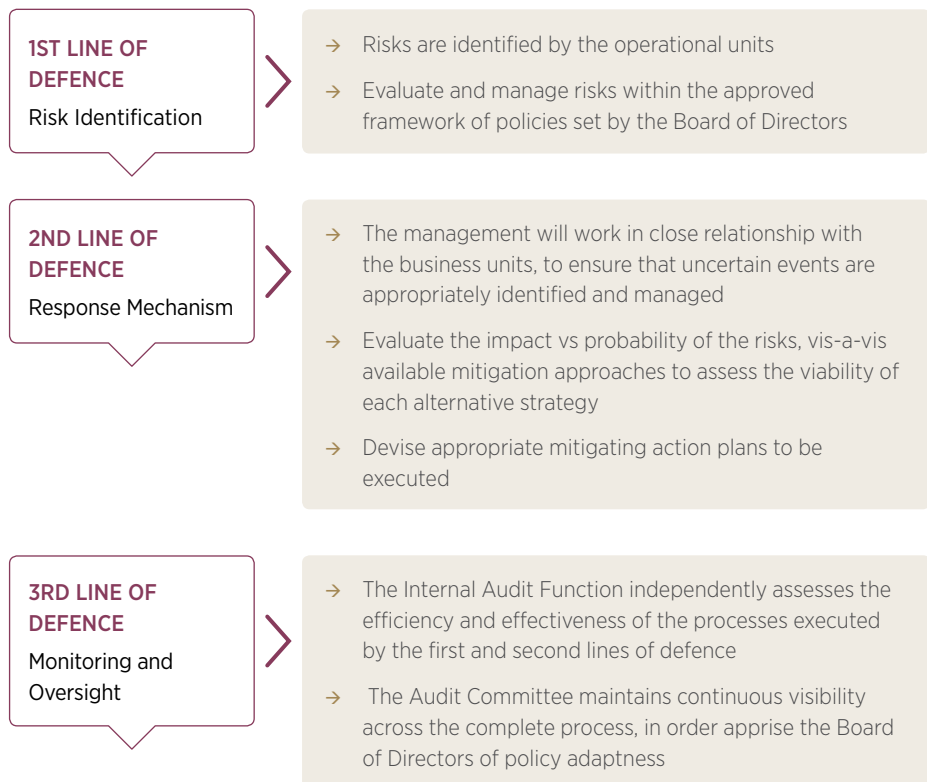 1ST LINE OF
DEFENCE
Risk Identification
→ Risks are identified by the operational units
→ Evaluate and manage risks within the approved
framework of policies set by the Board of Directors
2ND LINE OF
DEFENCE
Response Mechanism
→ The management will work in close relationship with
the business units, to ensure that uncertain events are
appropriately identified and managed
→ Evaluate the impact vs probability of the risks, vis-a-vis
available mitigation approaches to assess the viability of
each alternative strategy
→ Devise appropriate mitigating action plans to be
executed
3RD LINE OF
DEFENCE
Monitoring and
Oversight
→ The Internal Audit Function independently assesses the
efficiency and effectiveness of the processes executed
by the first and second lines of defence
→ The Audit Committee maintains continuous visibility
across the complete process, in order apprise the Board
of Directors of policy adaptness